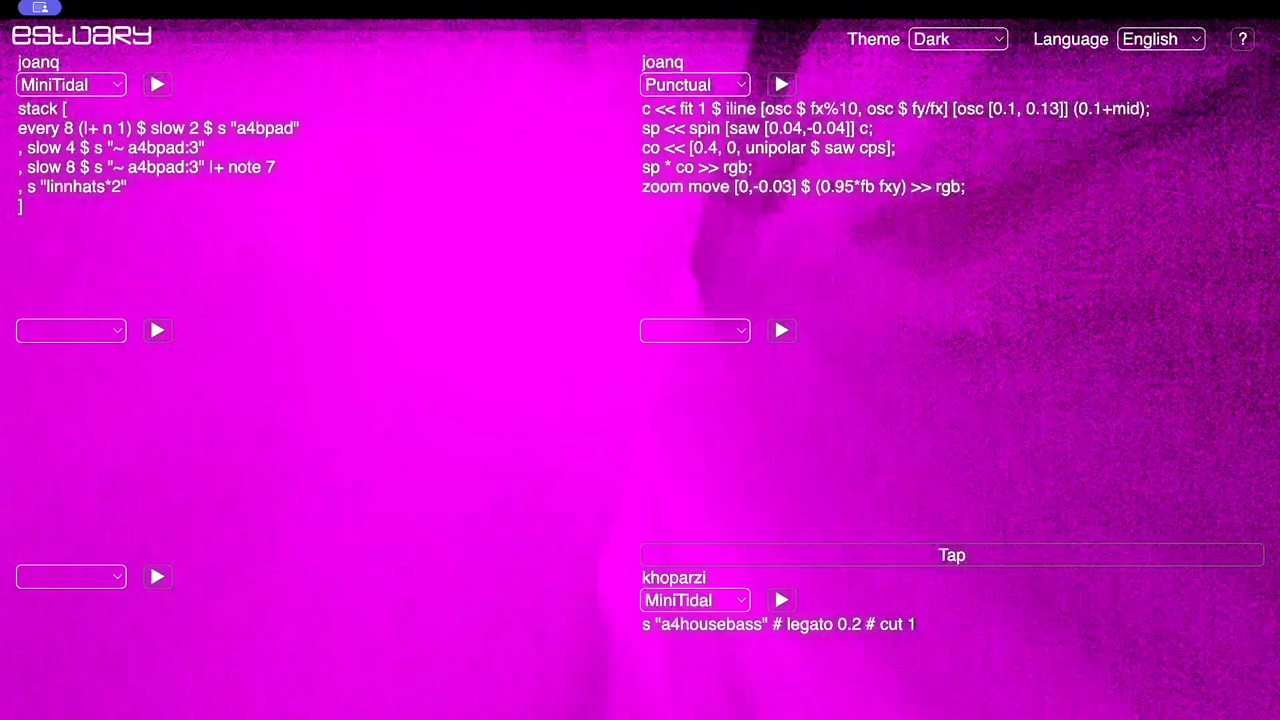 estuary
Theme Dark Language English ?
joanq
MiniTidal
stack [
every 8 (|+ n 1) $ slow 2 $ s "a4bpad"
, slow 4 $ s "~ a4bpad:3"
, slow 8 $ s "~ a4bpad:3" |+ note 7
, s "linnhats*2"
]
joanq
Punctual
c << fit 1 $ iline [osc $ fx%10, osc $ fy/fx] [osc [0.1, 0.13]] (0.1+mid);
sp << spin [saw [0.04,-0.04]] c;
co << [0.4, 0, unipolar $ saw cps];
sp * co >> rgb;
zoom move [0,-0.03] $ (0.95*fb fxy) >> rgb;
Tap
khoparzi
MiniTidal
s "a4housebass" # legato 0.2 # cut 1